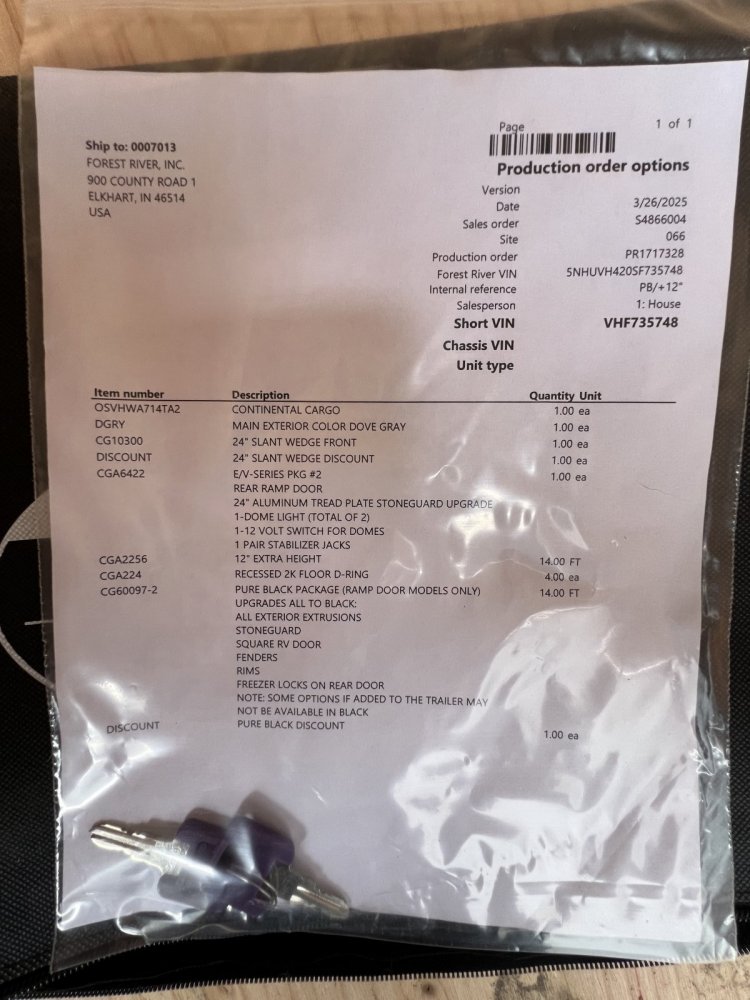 Page 1 of 1
Ship to: 0007013
FOREST RIVER, INC.
900 COUNTY ROAD 1
ELKHART, IN 46514
USA
Production order options
Version
Date 3/26/2025
Sales order S4866004
Site 066
Production order PR1717328
Forest River VIN 5NHUVH420SF735748
Internal reference PB/+12"
Salesperson 1: House
Short VIN VHF735748
Chassis VIN
Unit type
Item number Description Quantity Unit
OSVHWA714TA2 CONTINENTAL CARGO 1.00 ea
DGRY MAIN EXTERIOR COLOR DOVE GRAY 1.00 ea
CG10300 24" SLANT WEDGE FRONT 1.00 ea
DISCOUNT 24" SLANT WEDGE DISCOUNT 1.00 ea
CGA6422 E/V-SERIES PKG #2 1.00 ea
REAR RAMP DOOR
24" ALUMINUM TREAD PLATE STONEGUARD UPGRADE
1-DOME LIGHT (TOTAL OF 2)
1-12 VOLT SWITCH FOR DOMES
1 PAIR STABILIZER JACKS
CGA2256 12" EXTRA HEIGHT 14.00 FT
CGA224 RECESSED 2K FLOOR D-RING 4.00 ea
CG60097-2 PURE BLACK PACKAGE (RAMP DOOR MODELS ONLY) 14.00 FT
UPGRADES ALL TO BLACK:
ALL EXTERIOR EXTRUSIONS
STONEGUARD
SQUARE RV DOOR
FENDERS
RIMS
FREEZER LOCKS ON REAR DOOR
NOTE: SOME OPTIONS IF ADDED TO THE TRAILER MAY
NOT BE AVAILABLE IN BLACK
DISCOUNT PURE BLACK DISCOUNT 1.00 ea